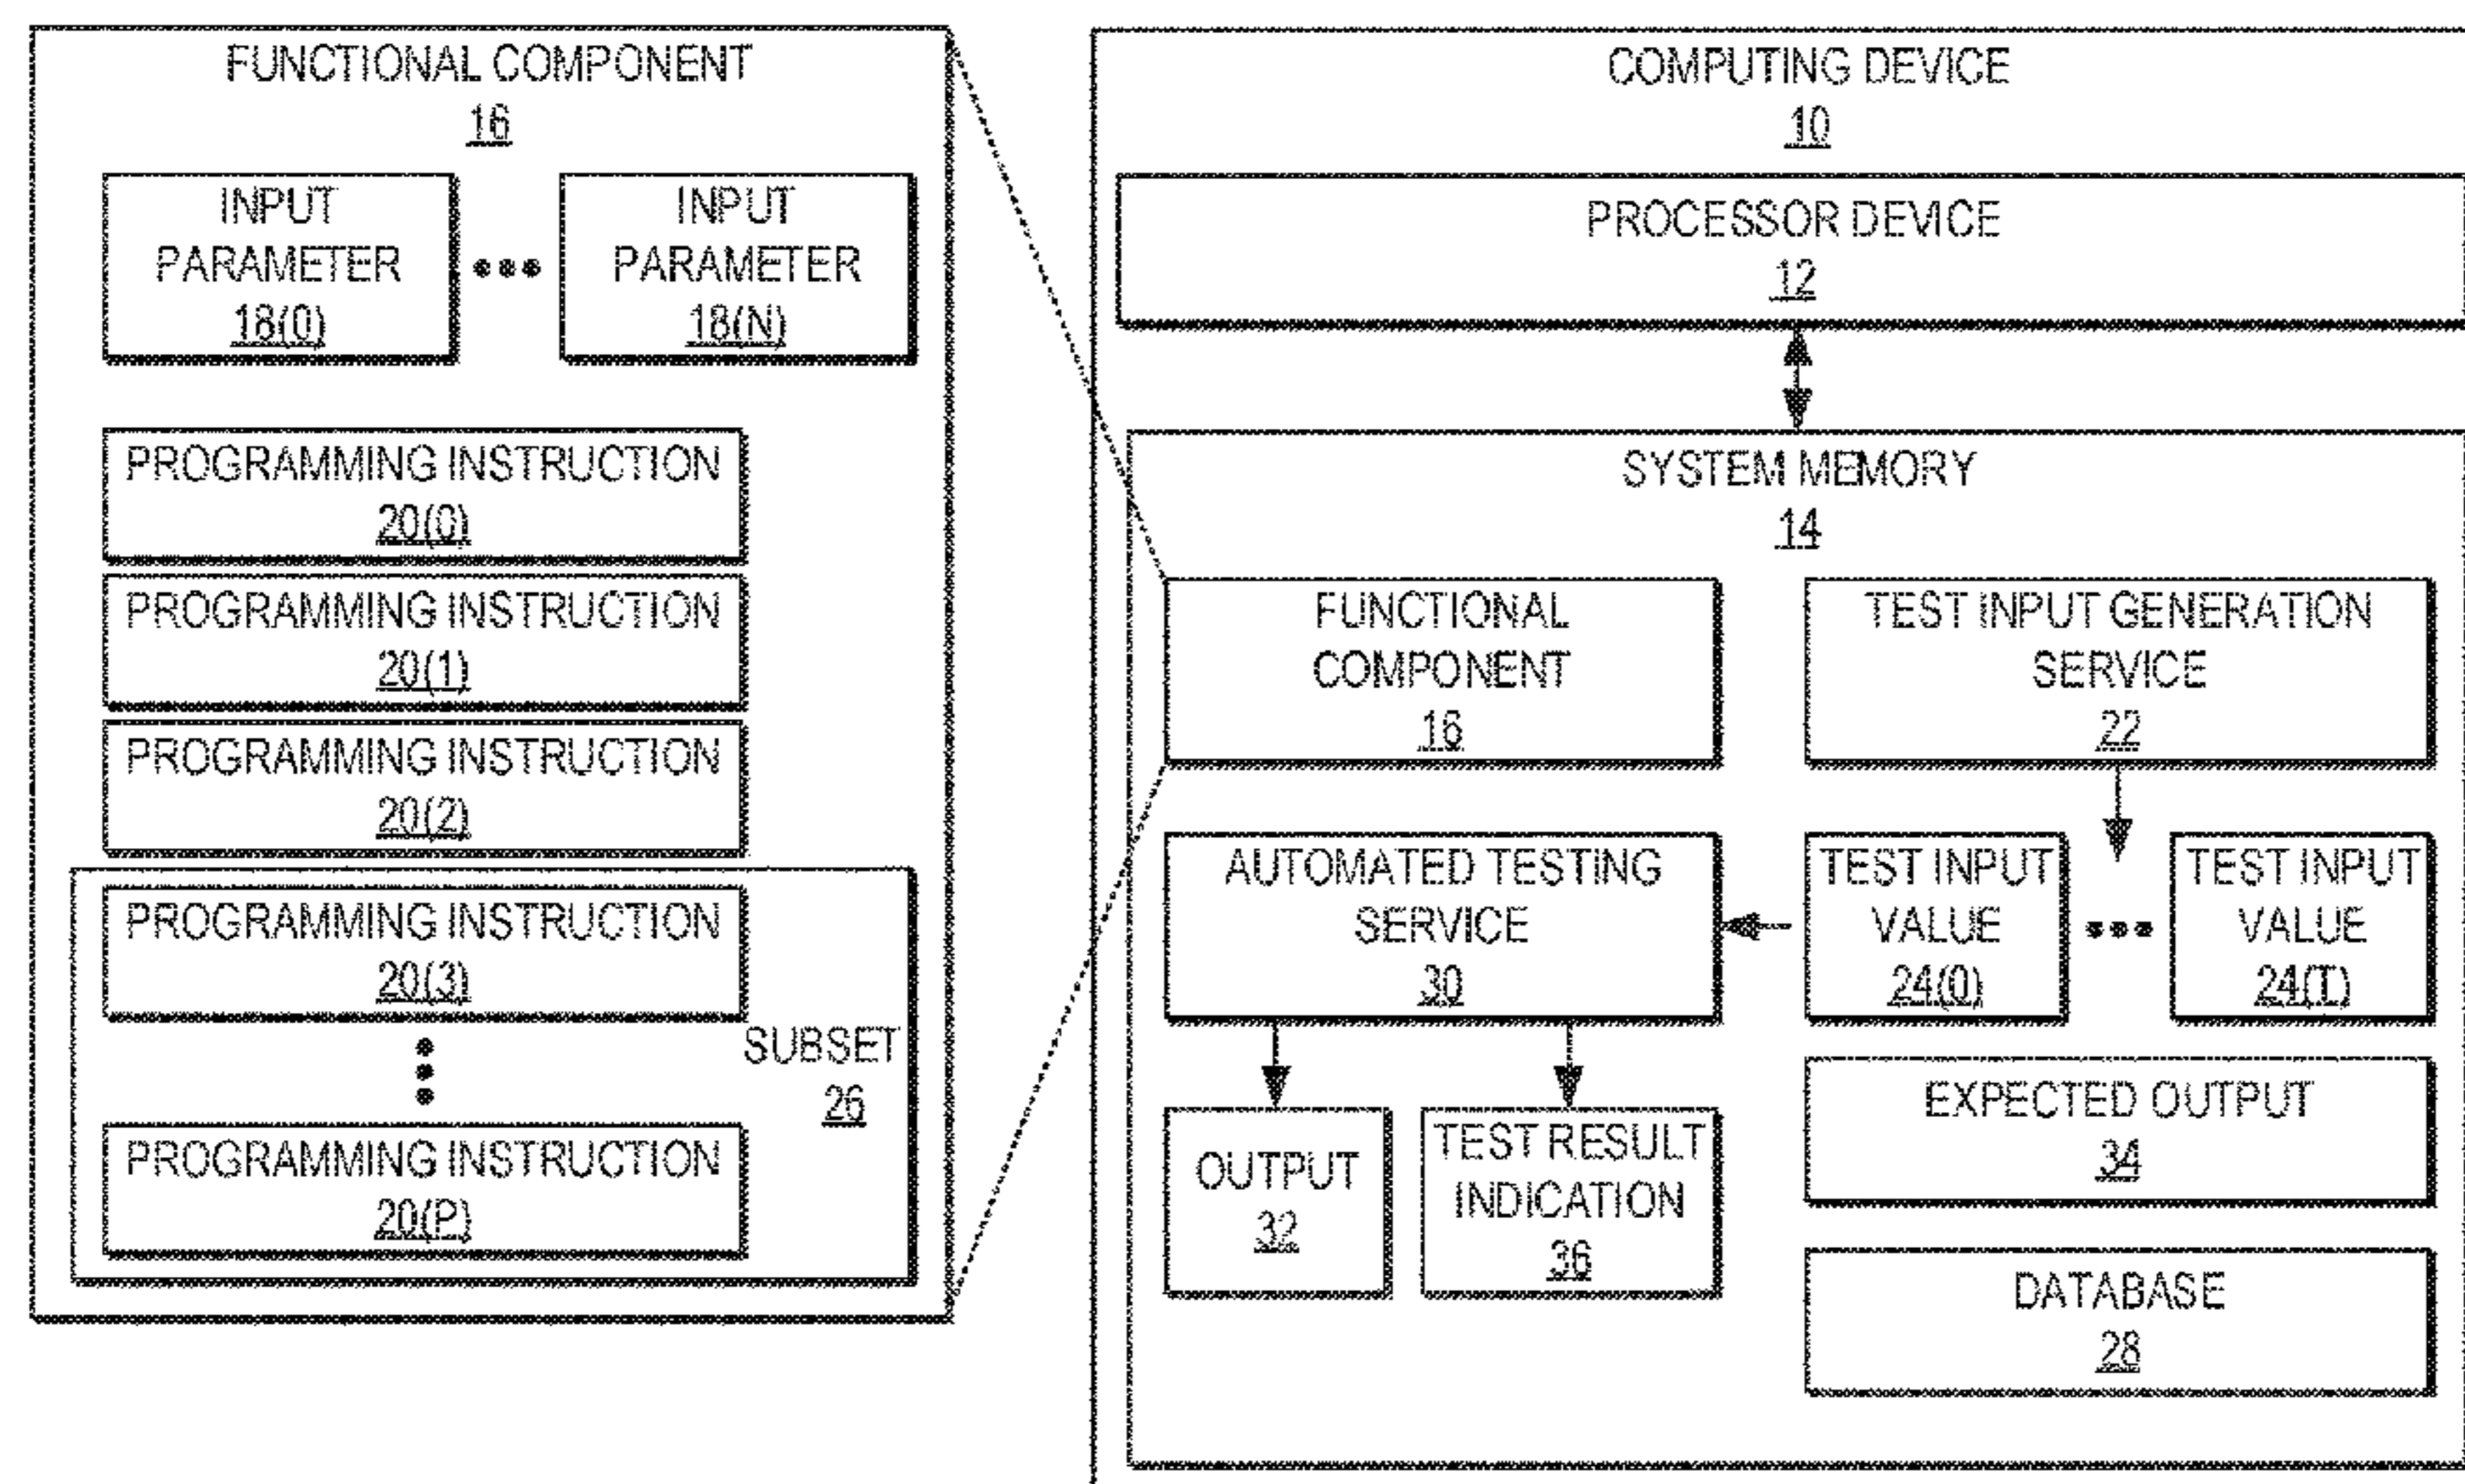 FUNCTIONAL COMPONENT
16
INPUT
PARAMETER
18(0)
INPUT
PARAMETER
18(N)
PROGRAMMING INSTRUCTION
20(0)
PROGRAMMING INSTRUCTION
20(1)
PROGRAMMING INSTRUCTION
20(2)
PROGRAMMING INSTRUCTION
20(3)
SUBSET
26
PROGRAMMING INSTRUCTION
20(P)
COMPUTING DEVICE
10
PROCESSOR DEVICE
12
SYSTEM MEMORY
14
FUNCTIONAL
COMPONENT
16
TEST INPUT GENERATION
SERVICE
22
AUTOMATED TESTING
SERVICE
30
TEST INPUT
VALUE
24(0)
TEST INPUT
VALUE
24(T)
OUTPUT
32
TEST RESULT
INDICATION
36
EXPECTED OUTPUT
34
DATABASE
28